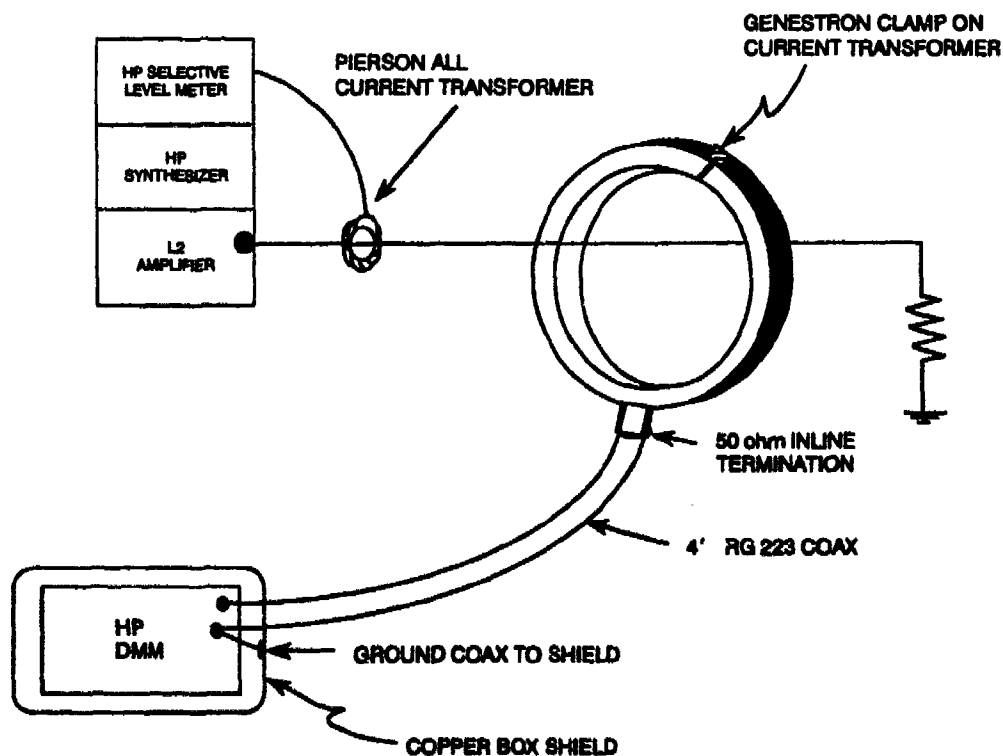 GENESTRON CLAMP ON
CURRENT TRANSFORMER
PIERSON ALL
CURRENT TRANSFORMER
HP SELECTIVE
LEVEL METER
HP
SYNTHESIZER
L2
AMPLIFIER
50 ohm INLINE
TERMINATION
4' RG 223 COAX
HP
DMM
GROUND COAX TO SHIELD
COPPER BOX SHIELD